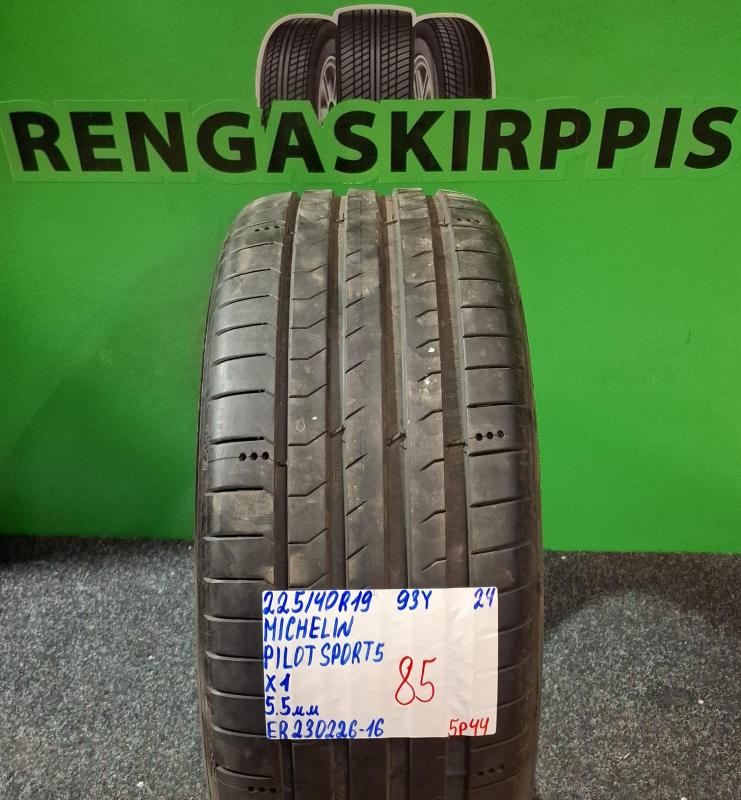 RENGASKIRPPIS
225/40R19 93Y 24
MICHELIN
PILOT SPORT5
X1 85
5.5мм
ER230226-16 5P44